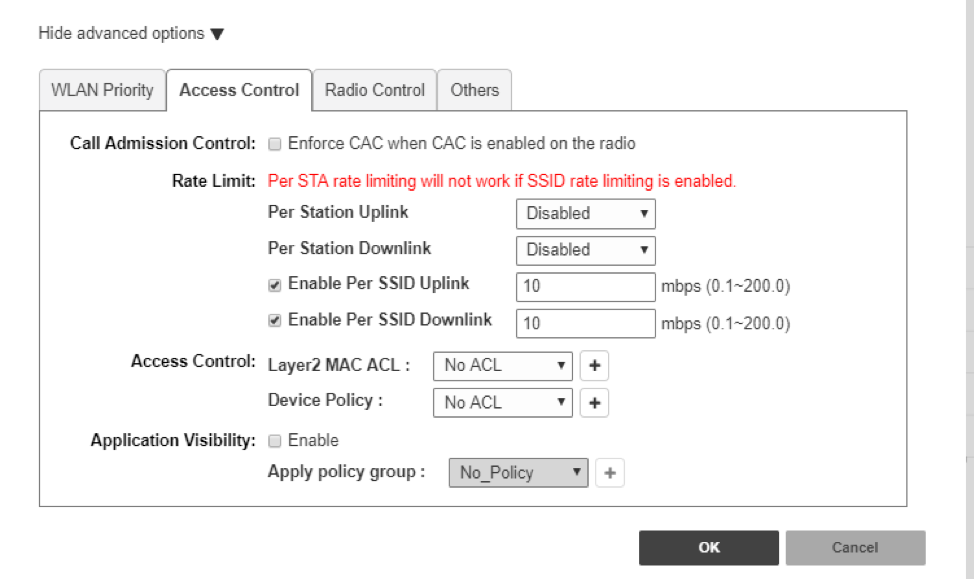 Hide advanced options ▼
WLAN Priority Access Control Radio Control Others
Call Admission Control: Enforce CAC when CAC is enabled on the radio
Rate Limit: Per STA rate limiting will not work if SSID rate limiting is enabled.
Per Station Uplink Disabled
Per Station Downlink Disabled
Enable Per SSID Uplink 10 mbps (0.1~200.0)
Enable Per SSID Downlink 10 mbps (0.1~200.0)
Access Control: Layer2 MAC ACL : No ACL +
Device Policy : No ACL +
Application Visibility: Enable
Apply policy group : No_Policy +
OK Cancel